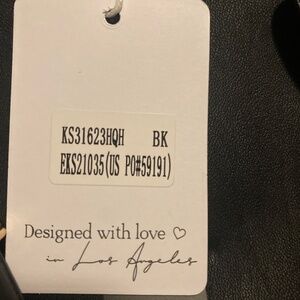 KS31623HQH BK
EKS21035(US PO#59191)
Designed with love ♡
in Los Angeles